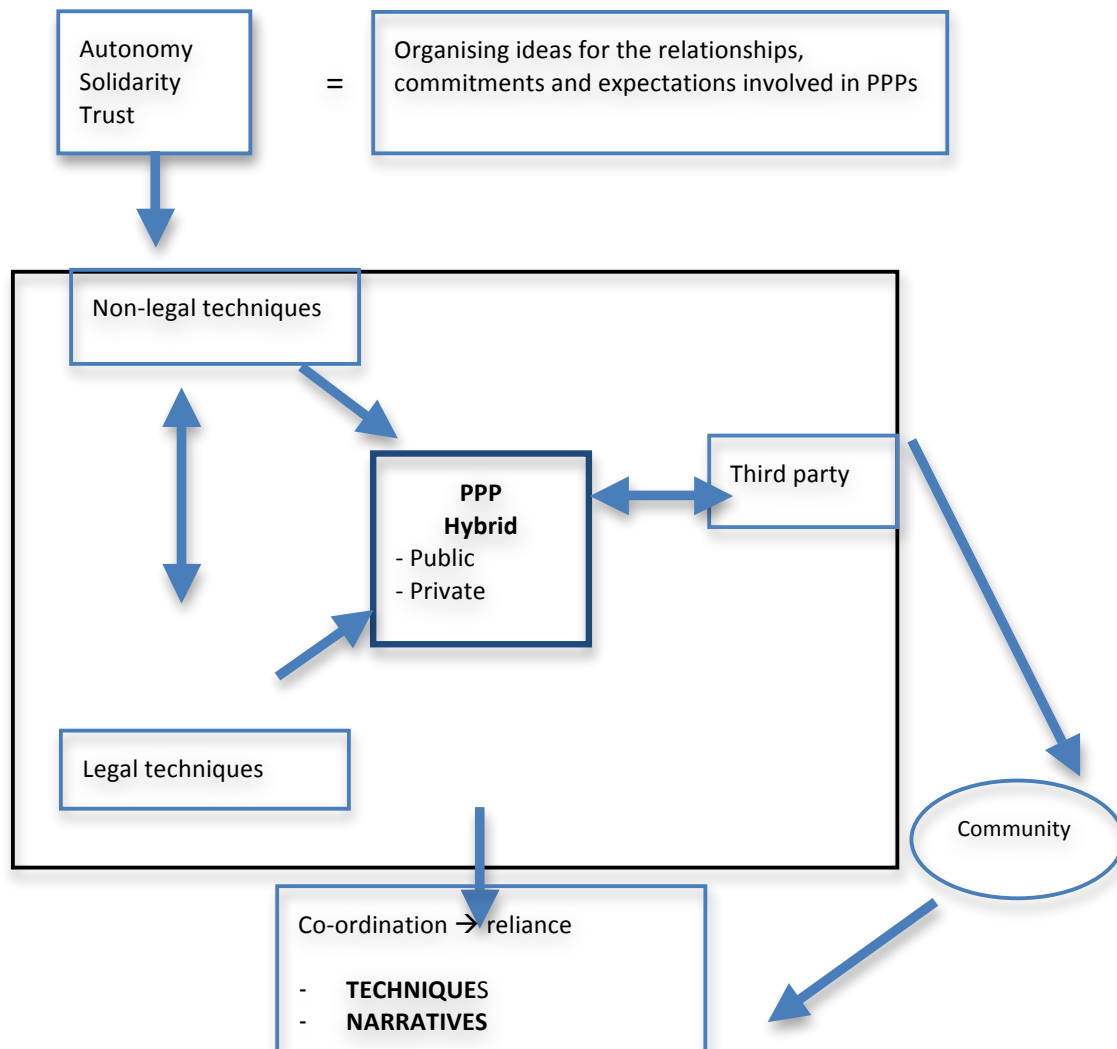 Autonomy
Solidarity
Trust
=
Organising ideas for the relationships,
commitments and expectations involved in PPPs
Non-legal techniques
PPP
Hybrid
- Public
- Private
Third party
Legal techniques
Community
Co-ordination → reliance
- TECHNIQUES
- NARRATIVES